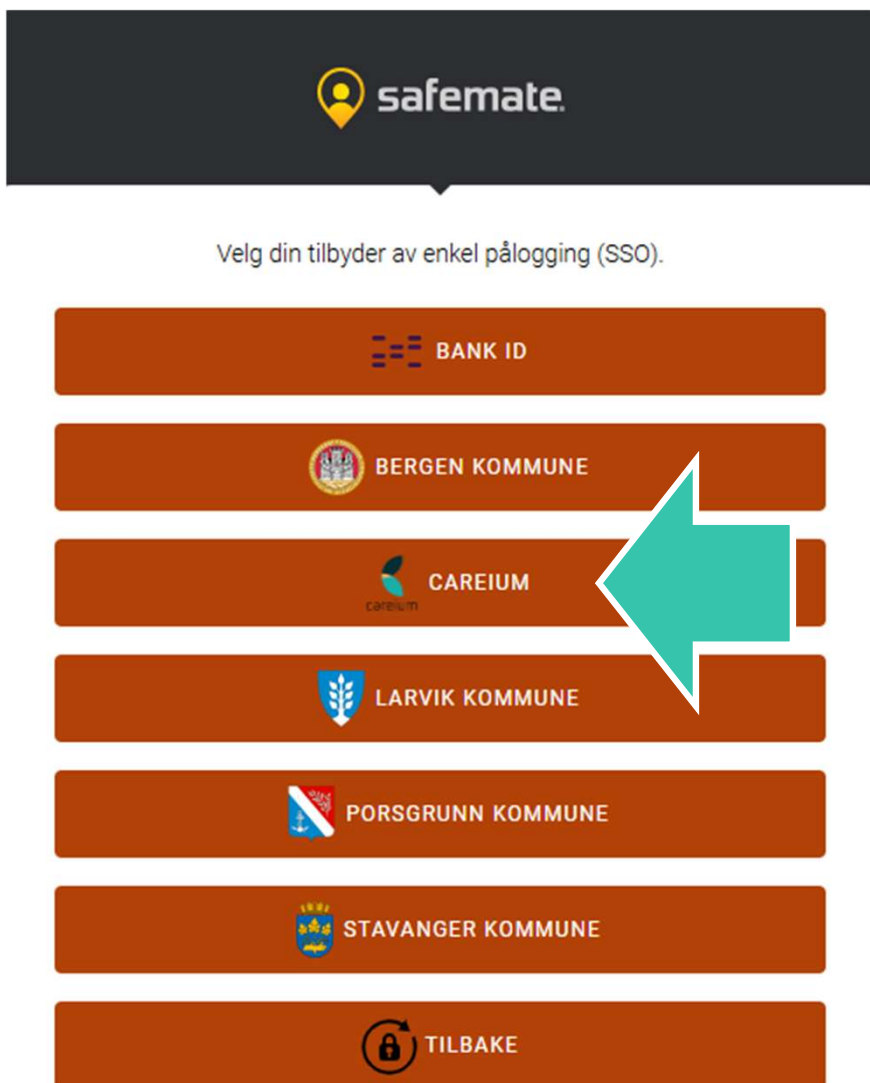 safemate.
Velg din tilbyder av enkel pålogging (SSO).
BANK ID
BERGEN KOMMUNE
careium CAREIUM
LARVIK KOMMUNE
PORSGRUNN KOMMUNE
STAVANGER KOMMUNE
TILBAKE